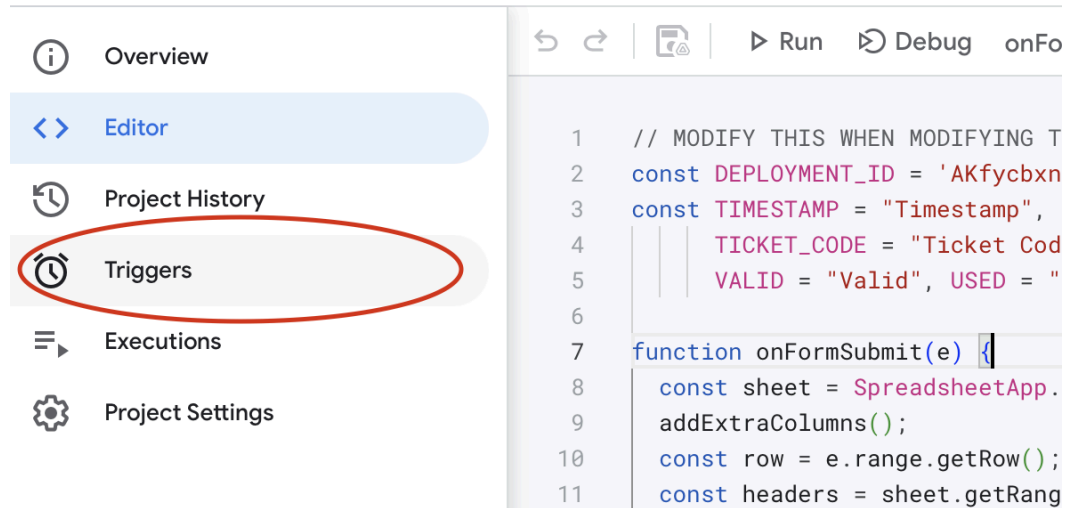 Overview
Editor
Project History
Triggers
Executions
Project Settings
Run Debug onFo
1 // MODIFY THIS WHEN MODIFYING T
2 const DEPLOYMENT_ID = 'AKfycbxn
3 const TIMESTAMP = "Timestamp",
4 TICKET_CODE = "Ticket Cod
5 VALID = "Valid", USED = "
6
7 function onFormSubmit(e) {
8 const sheet = SpreadsheetApp.
9 addExtraColumns();
10 const row = e.range.getRow();
11 const headers = sheet.getRang